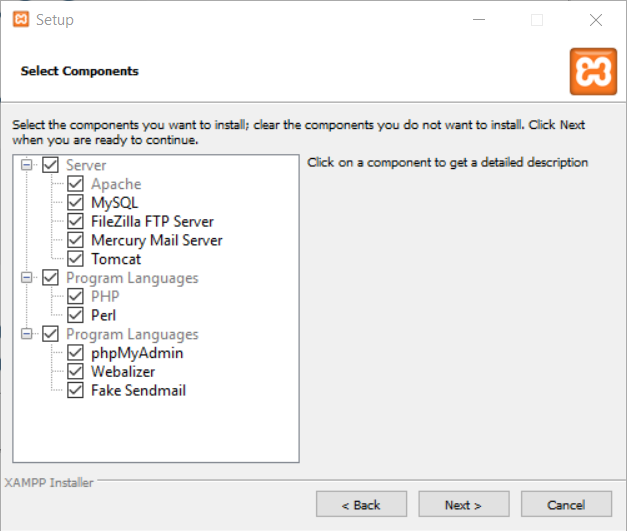 Setup
Select Components
Select the components you want to install; clear the components you do not want to install. Click Next
when you are ready to continue.
Click on a component to get a detailed description
Server
Apache
MySQL
FileZilla FTP Server
Mercury Mail Server
Tomcat
Program Languages
PHP
Perl
Program Languages
phpMyAdmin
Webalizer
Fake Sendmail
XAMPP Installer
< Back
Next >
Cancel